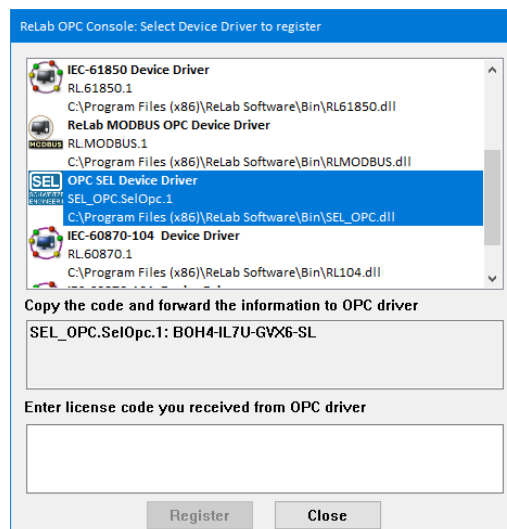 ReLab OPC Console: Select Device Driver to register
IEC-61850 Device Driver
RL.61850.1
C:\Program Files (x86)\ReLab Software\Bin\RL61850.dll
ReLab MODBUS OPC Device Driver
MODBUS
RL.MODBUS.1
C:\Program Files (x86)\ReLab Software\Bin\RLMODBUS.dll
SEL
OPC SEL Device Driver
SEL_OPC.SelOpc.1
C:\Program Files (x86)\ReLab Software\Bin\SEL_OPC.dll
IEC-60870-104 Device Driver
RL.60870.1
C:\Program Files (x86)\ReLab Software\Bin\RL104.dll
Copy the code and forward the information to OPC driver
SEL_OPC.SelOpc.1: BOH4-IL7U-GVX6-SL
Enter license code you received from OPC driver
Register
Close